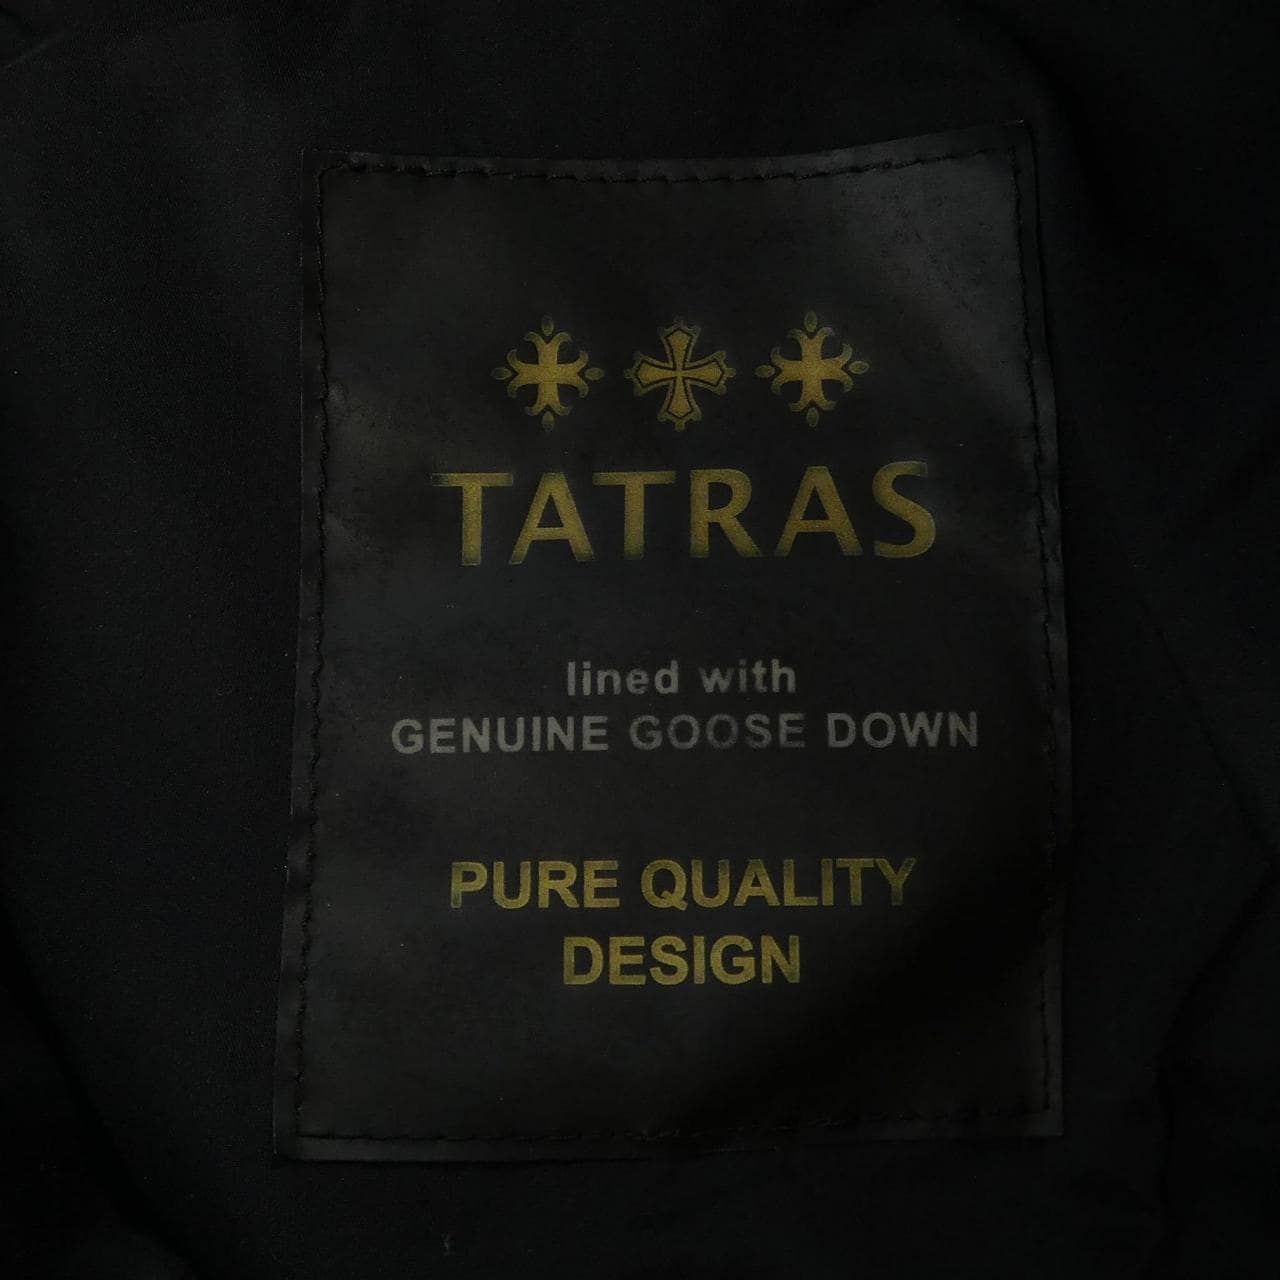 TATRAS
lined with
GENUINE GOOSE DOWN
PURE QUALITY
DESIGN